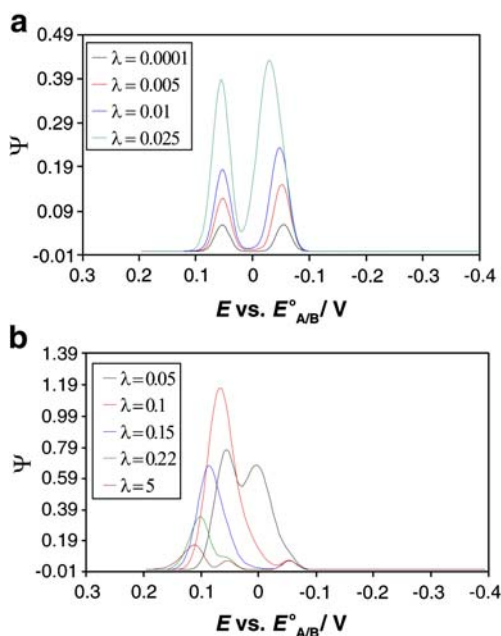 a
0.49
0.39
0.29
0.19
0.09
-0.01
Ψ
λ = 0.0001
λ = 0.005
λ = 0.01
λ = 0.025
0.3 0.2 0.1 0 -0.1 -0.2 -0.3 -0.4
E vs. E°A/B/ V
b
1.39
1.19
0.99
0.79
0.59
0.39
0.19
-0.01
Ψ
λ=0.05
λ=0.1
λ=0.15
λ=0.22
λ=5
0.3 0.2 0.1 0 -0.1 -0.2 -0.3 -0.4
E vs. E°A/B/ V